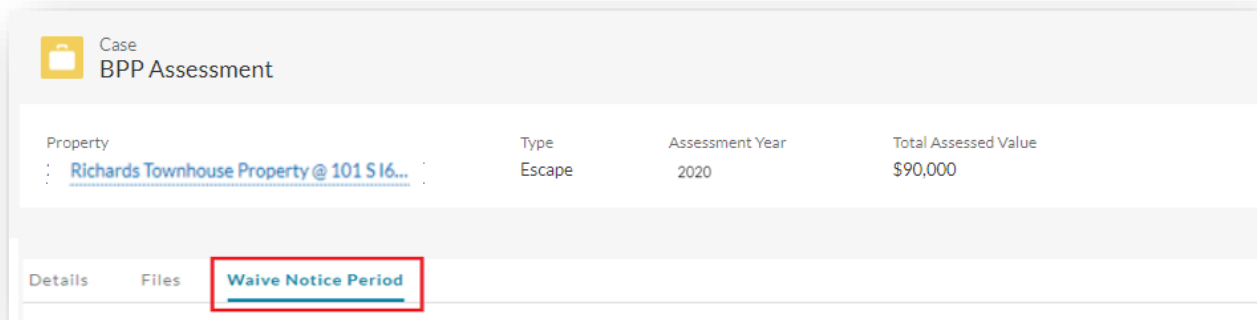 Case
BPP Assessment
Property
Type
Assessment Year
Total Assessed Value
Richards Townhouse Property @ 101 S I6...
Escape
2020
$90,000
Details
Files
Waive Notice Period